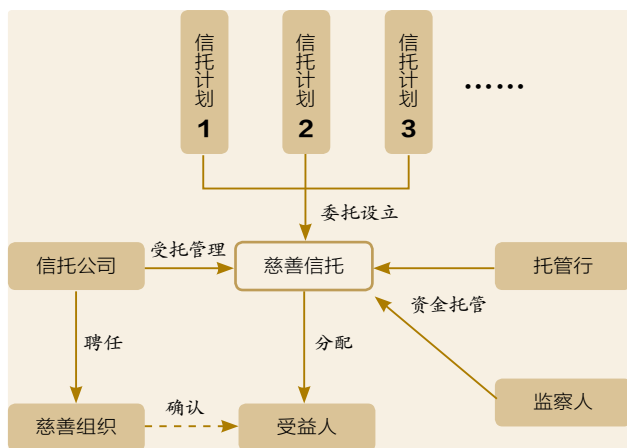 信托计划1
信托计划2
信托计划3
……
委托设立
信托公司
受托管理
慈善信托
托管行
资金托管
聘任
分配
慈善组织
确认
受益人
监察人